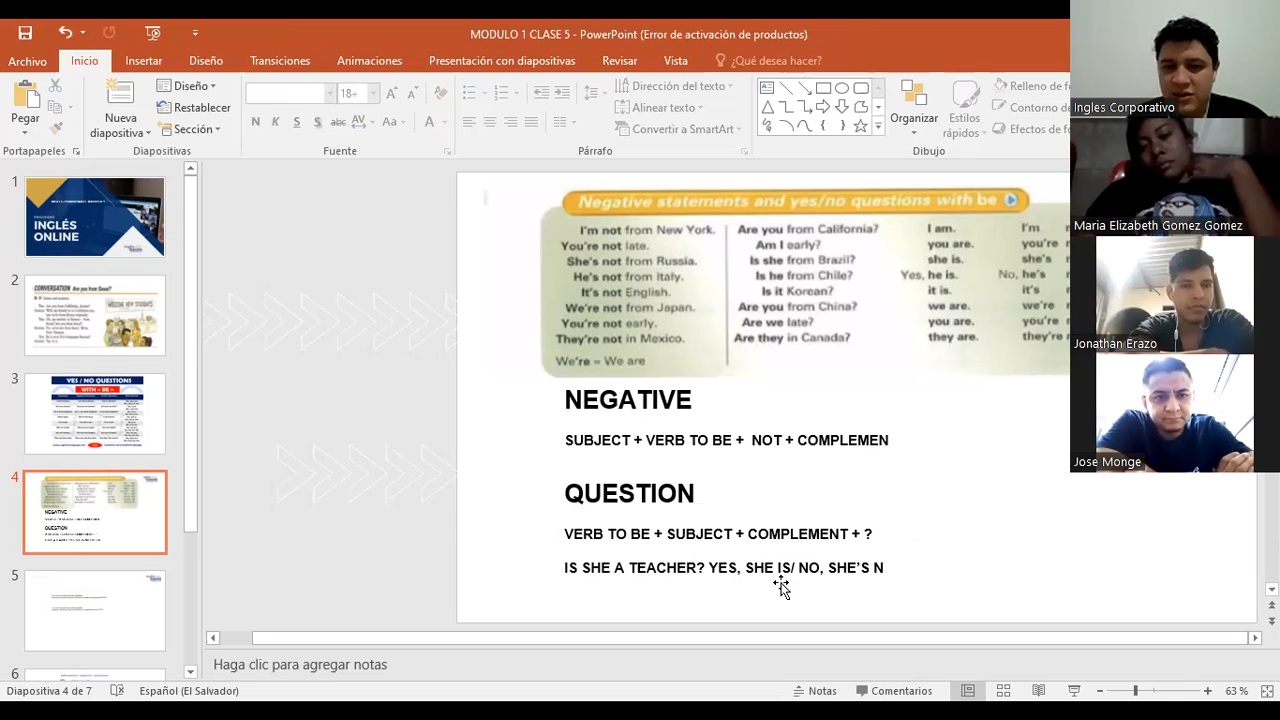 MODULO 1 CLASE 5 - PowerPoint (Error de activación de productos)
Archivo Inicio Insertar Diseño Transiciones Animaciones Presentación con diapositivas Revisar Vista ¿Qué desea hacer?
Pegar
Nueva diapositiva
Diseño
Restablecer
Sección
18+
N K S S abc AV Aa A
Dirección del texto
Alinear texto
Convertir a SmartArt
Organizar
Estilos rápidos
Relleno de
Contorno de
Efectos de fo
Portapapeles Diapositivas Fuente Párrafo Dibujo
Ingles Corporativo
Maria Elizabeth Gomez Gomez
Jonathan Erazo
Jose Monge
1
INGLÉS
ONLINE
2
CONVERSATION Are you from Seoul?
3
YES / NO QUESTIONS
WITH - BE -
4
NEGATIVE
QUESTION
5
6
Negative statements and yes/no questions with be
I'm not from New York. Are you from California? I am. I'm
You're not late. Am I early? you are. you're
She's not from Russia. Is she from Brazil? she is.
He's not from Italy. Is he from Chile? Yes, he is. No, he's
It's not English. Is it Korean? it is. it's
We're not from Japan. Are you from China? we are. we're
You're not early. Are we late? you are. you're
They're not in Mexico. Are they in Canada? they are. they're
We're = We are
NEGATIVE
SUBJECT + VERB TO BE + NOT + COMPLEMEN
QUESTION
VERB TO BE + SUBJECT + COMPLEMENT + ?
IS SHE A TEACHER? YES, SHE IS/ NO, SHE'S N
Haga clic para agregar notas
Diapositiva 4 de 7 Español (El Salvador) Notas Comentarios 63 %